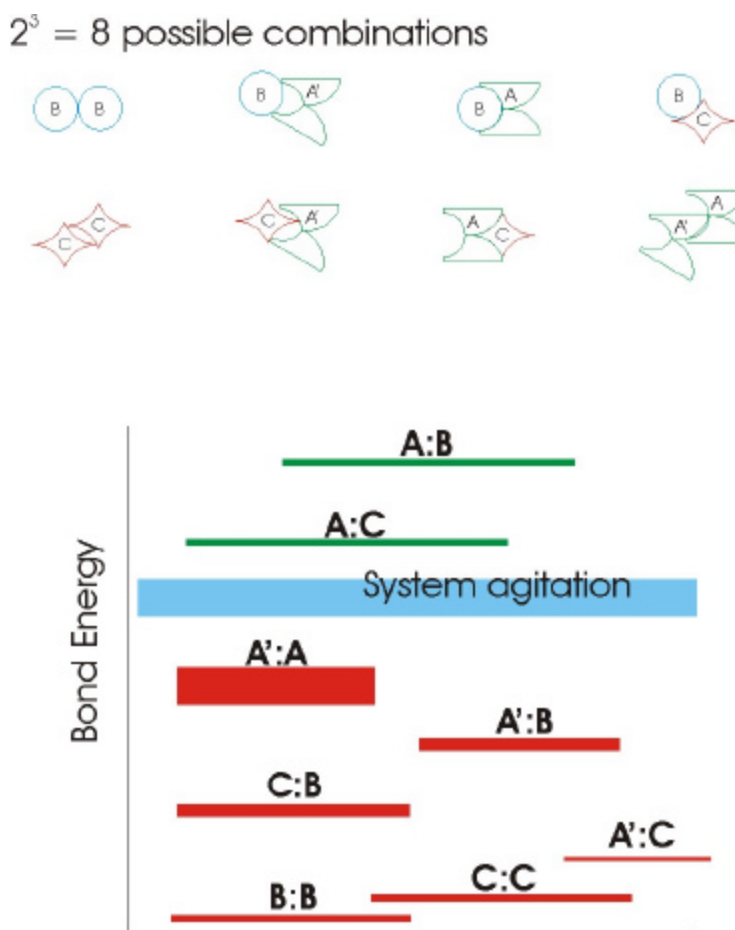 2³ = 8 possible combinations
B B B A' B A B C
C C C A' A C A' A
A:B
A:C
System agitation
A':A
A':B
C:B
A':C
C:C
B:B
Bond Energy